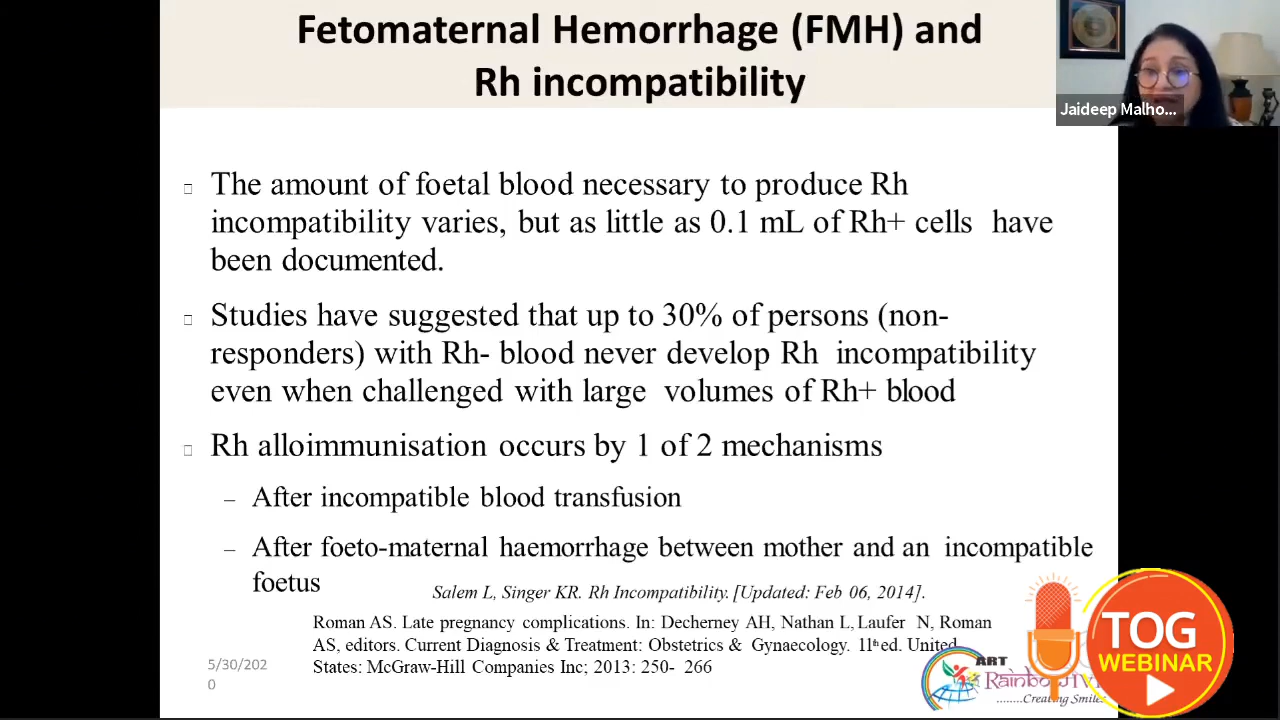 Fetomaternal Hemorrhage (FMH) and
Rh incompatibility
Jaideep Malho...
The amount of foetal blood necessary to produce Rh
incompatibility varies, but as little as 0.1 mL of Rh+ cells have
been documented.
Studies have suggested that up to 30% of persons (non-
responders) with Rh- blood never develop Rh incompatibility
even when challenged with large volumes of Rh+ blood
Rh alloimmunisation occurs by 1 of 2 mechanisms
– After incompatible blood transfusion
– After foeto-maternal haemorrhage between mother and an incompatible
foetus
Salem L, Singer KR. Rh Incompatibility. [Updated: Feb 06, 2014].
Roman AS. Late pregnancy complications. In: Decherney AH, Nathan L, Laufer N, Roman
AS, editors. Current Diagnosis & Treatment: Obstetrics & Gynaecology. 11th ed. United
States: McGraw-Hill Companies Inc; 2013: 250- 266
5/30/202
0
ART
Rainbow IV
........Creating Smiles
TOG
WEBINAR